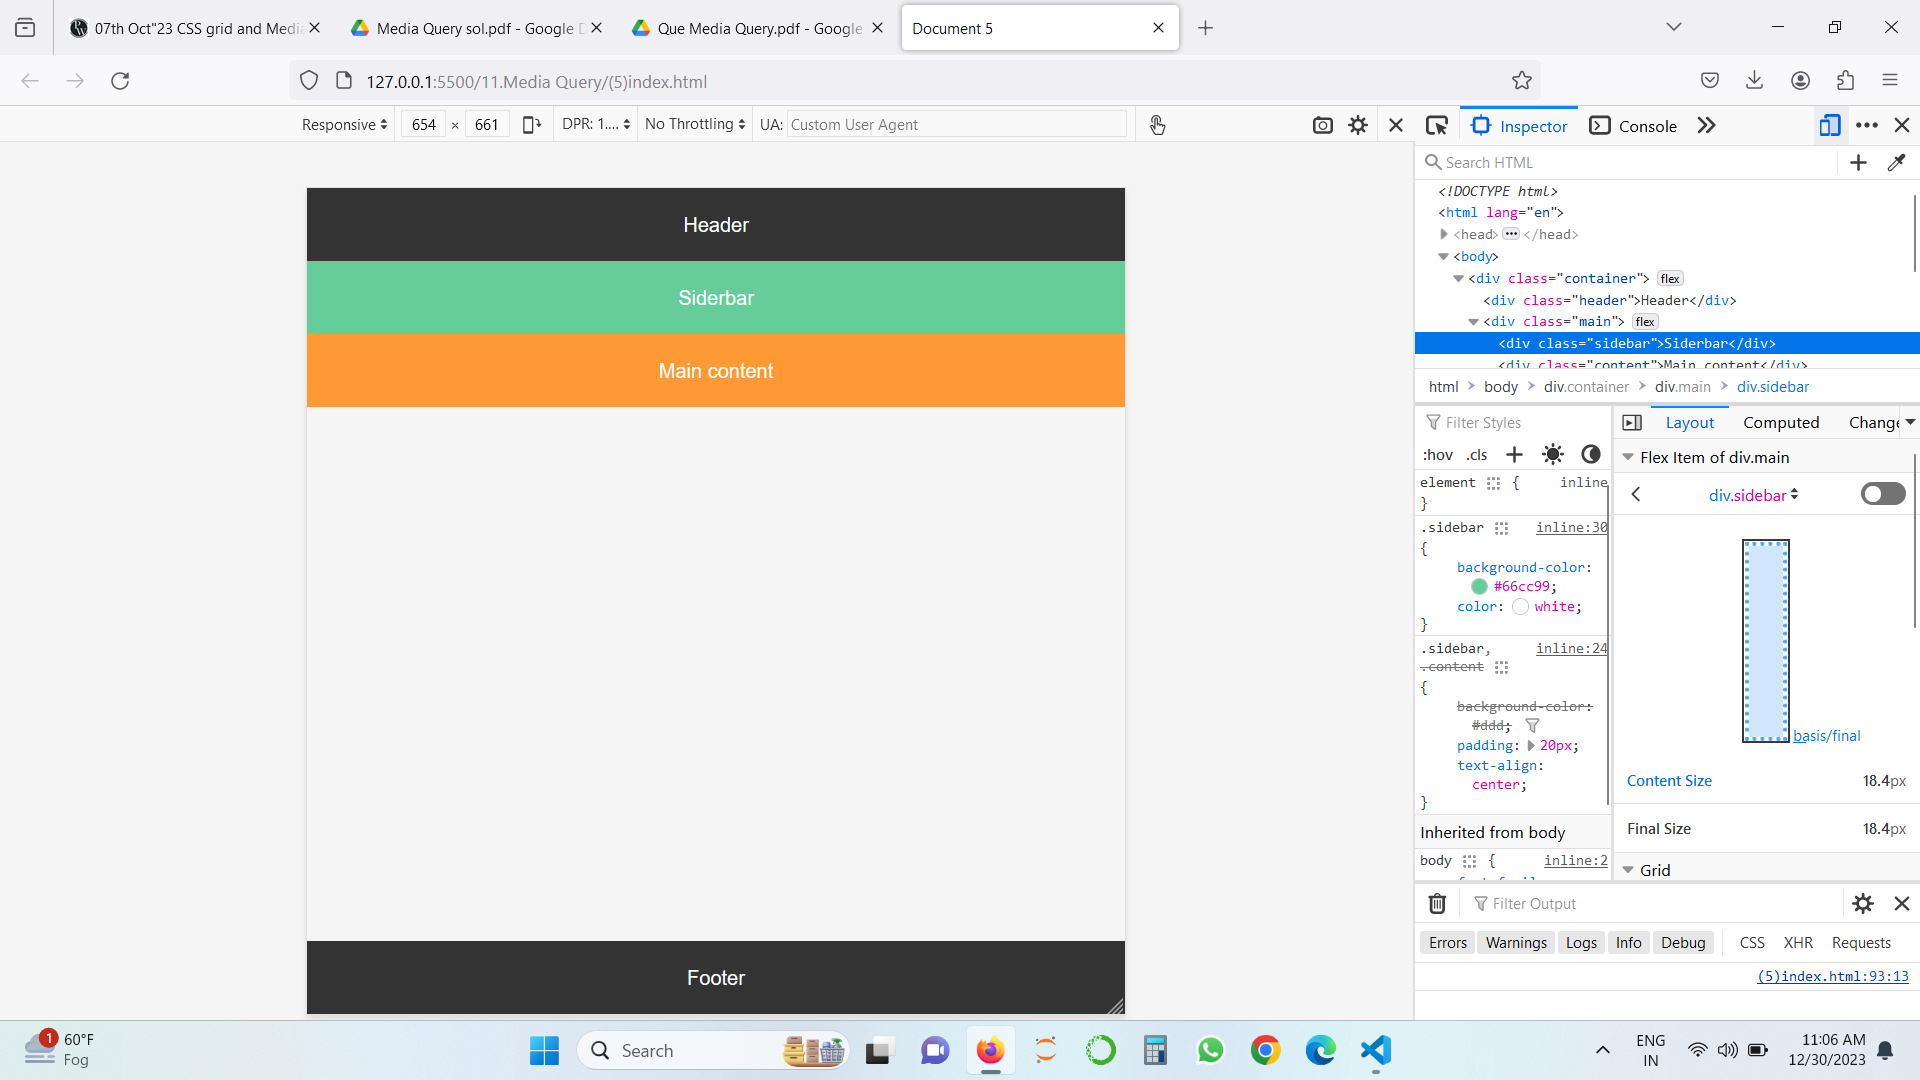 07th Oct"23 CSS grid and Media
Media Query sol.pdf - Google D
Que Media Query.pdf - Google
Document 5
127.0.0.1:5500/11.Media Query/(5)index.html
Responsive
654 × 661
DPR: 1....
No Throttling
UA: Custom User Agent
Inspector
Console
Search HTML
<!DOCTYPE html>
<html lang="en">
<head> ••• </head>
<body>
<div class="container"> flex
<div class="header">Header</div>
<div class="main"> flex
<div class="sidebar">Siderbar</div>
<div class="content">Main content</div>
html > body > div.container > div.main > div.sidebar
Header
Siderbar
Main content
Footer
Filter Styles
:hov .cls
element { inline
}
.sidebar inline:30
{
background-color:
#66cc99;
color: white;
}
.sidebar, inline:24
.content
{
background-color:
#ddd;
padding: 20px;
text-align:
center;
}
Inherited from body
body { inline:2
Layout Computed Change
Flex Item of div.main
div.sidebar
basis/final
Content Size 18.4px
Final Size 18.4px
Grid
Filter Output
Errors Warnings Logs Info Debug CSS XHR Requests
(5)index.html:93:13
1
60°F
Fog
Search
ENG
IN
11:06 AM
12/30/2023